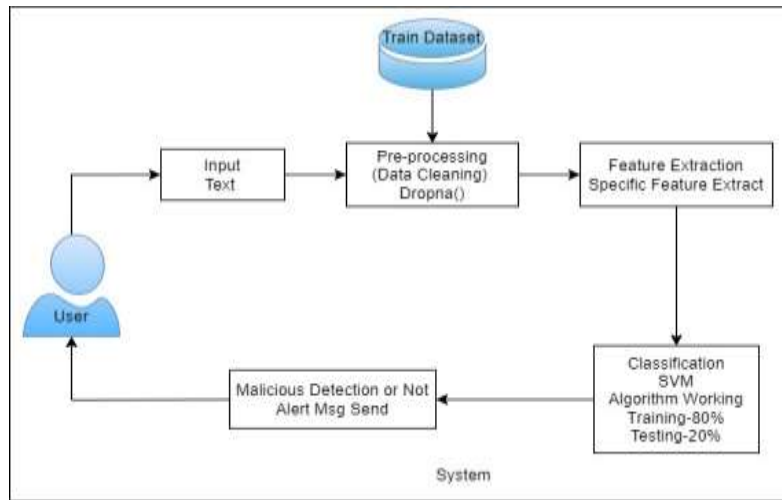 Train Dataset
Input
Text
Pre-processing
(Data Cleaning)
Dropna()
Feature Extraction
Specific Feature Extract
User
Classification
SVM
Algorithm Working
Training-80%
Testing-20%
Malicious Detection or Not
Alert Msg Send
System